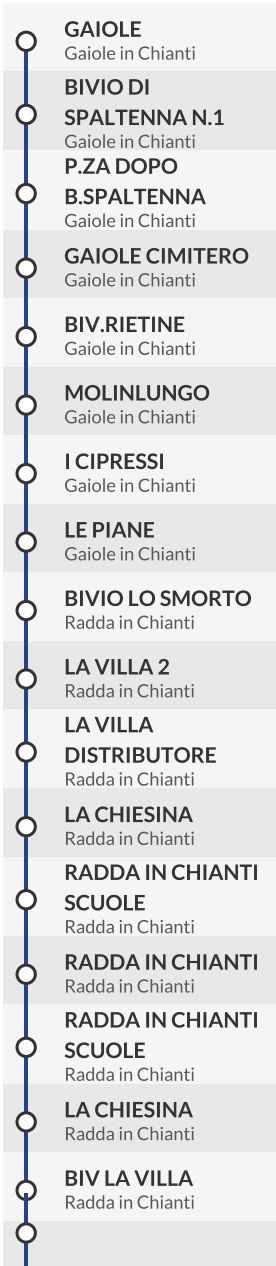 GAIOLE
Gaiole in Chianti
BIVIO DI
SPALTENNA N.1
Gaiole in Chianti
P.ZA DOPO
B.SPALTENNA
Gaiole in Chianti
GAIOLE CIMITERO
Gaiole in Chianti
BIV.RIETINE
Gaiole in Chianti
MOLINLUNGO
Gaiole in Chianti
I CIPRESSI
Gaiole in Chianti
LE PIANE
Gaiole in Chianti
BIVIO LO SMORTO
Radda in Chianti
LA VILLA 2
Radda in Chianti
LA VILLA
DISTRIBUTORE
Radda in Chianti
LA CHIESINA
Radda in Chianti
RADDA IN CHIANTI
SCUOLE
Radda in Chianti
RADDA IN CHIANTI
Radda in Chianti
RADDA IN CHIANTI
SCUOLE
Radda in Chianti
LA CHIESINA
Radda in Chianti
BIV LA VILLA
Radda in Chianti